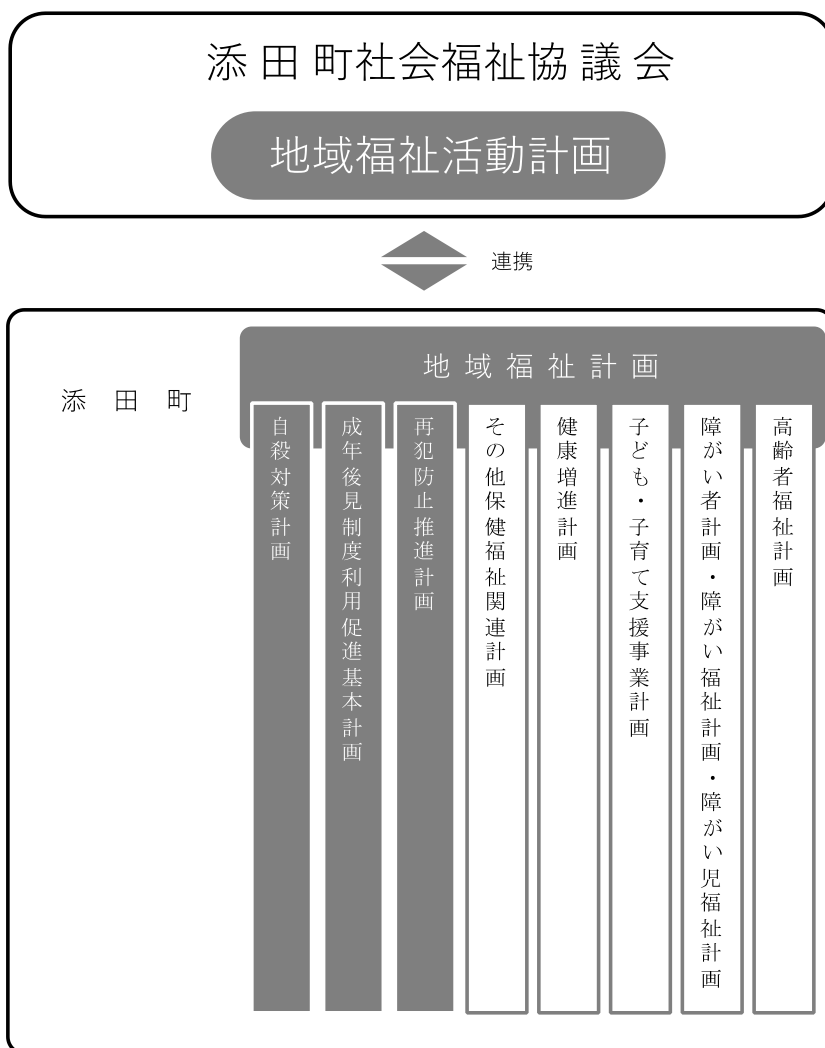 添田町社会福祉協議会
地域福祉活動計画
連携
添田町
地域福祉計画
高齢者福祉計画
障がい者計画・障がい福祉計画・障がい児福祉計画
子ども・子育て支援事業計画
健康増進計画
その他保健福祉関連計画
再犯防止推進計画
成年後見制度利用促進基本計画
自殺対策計画